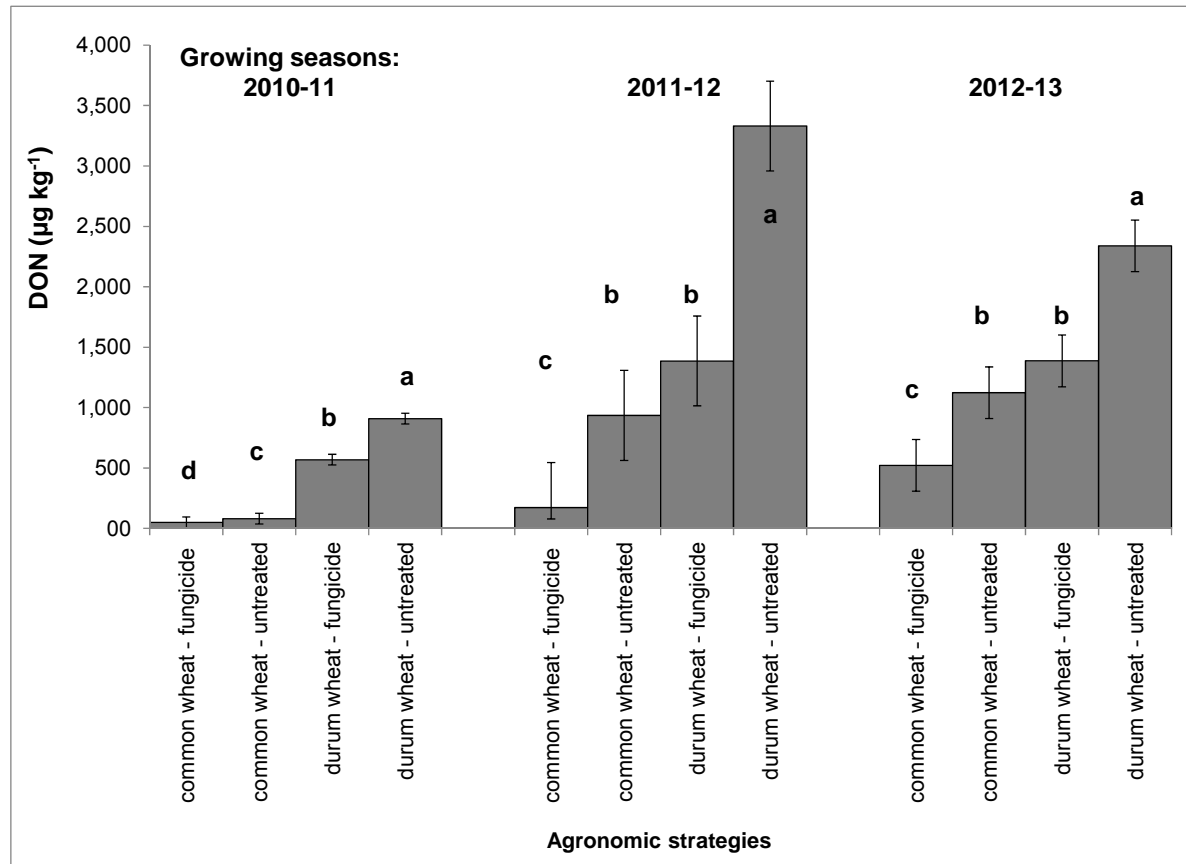 Growing seasons:
2010-11
2011-12
2012-13
DON (µg kg-1)
4,000
3,500
3,000
2,500
2,000
1,500
1,000
500
00
d
c
b
a
c
b
b
a
c
b
b
a
common wheat - fungicide
common wheat - untreated
durum wheat - fungicide
durum wheat - untreated
common wheat - fungicide
common wheat - untreated
durum wheat - fungicide
durum wheat - untreated
common wheat - fungicide
common wheat - untreated
durum wheat - fungicide
durum wheat - untreated
Agronomic strategies